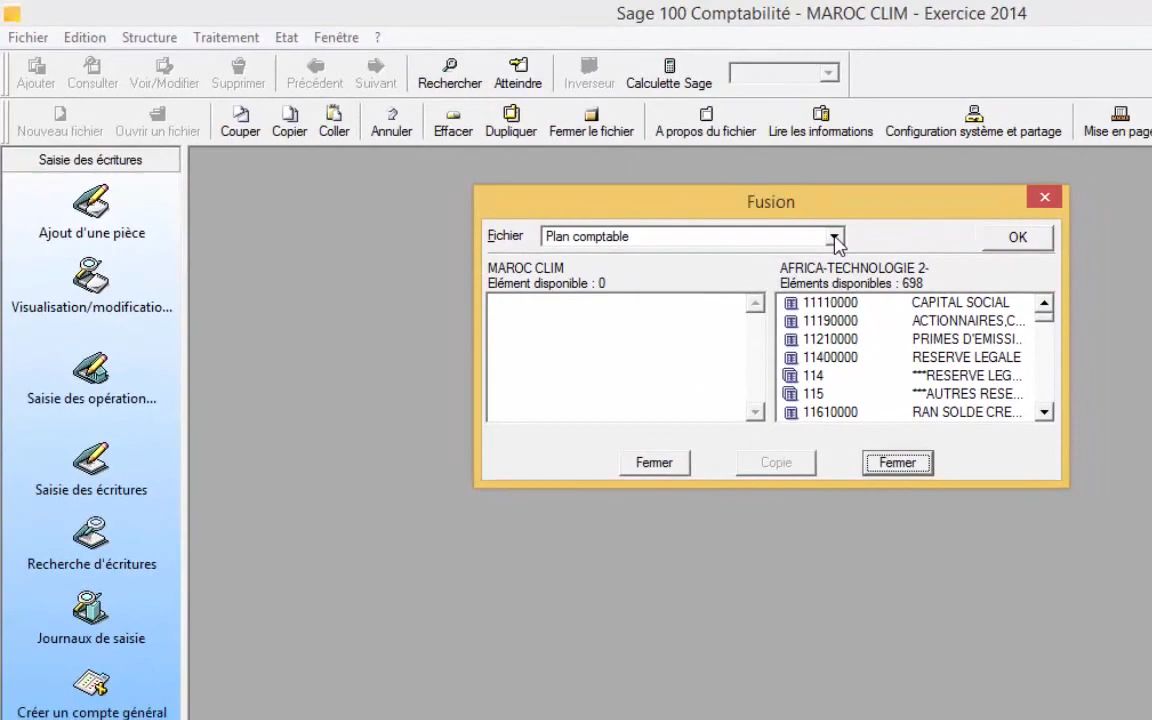 Sage 100 Comptabilité - MAROC CLIM - Exercice 2014
Fichier Edition Structure Traitement Etat Fenêtre ?
Ajouter Consulter Voir/Modifier Supprimer Précédent Suivant Rechercher Atteindre Inverseur Calculette Sage
Nouveau fichier Ouvrir un fichier Couper Copier Coller Annuler Effacer Dupliquer Fermer le fichier A propos du fichier Lire les informations Configuration système et partage Mise en page
Saisie des écritures
Ajout d'une pièce
Visualisation/modificatio...
Saisie des opération...
Saisie des écritures
Recherche d'écritures
Journaux de saisie
Créer un compte général
Fusion
Fichier Plan comptable OK
MAROC CLIM
Elément disponible : 0
AFRICA-TECHNOLOGIE 2-
Eléments disponibles : 698
11110000 CAPITAL SOCIAL
11190000 ACTIONNAIRES,C...
11210000 PRIMES D'EMISSI..
11400000 RESERVE LEGALE
114 ***RESERVE LEG...
115 ***AUTRES RESE...
11610000 RAN SOLDE CRE...
Fermer Copie Fermer